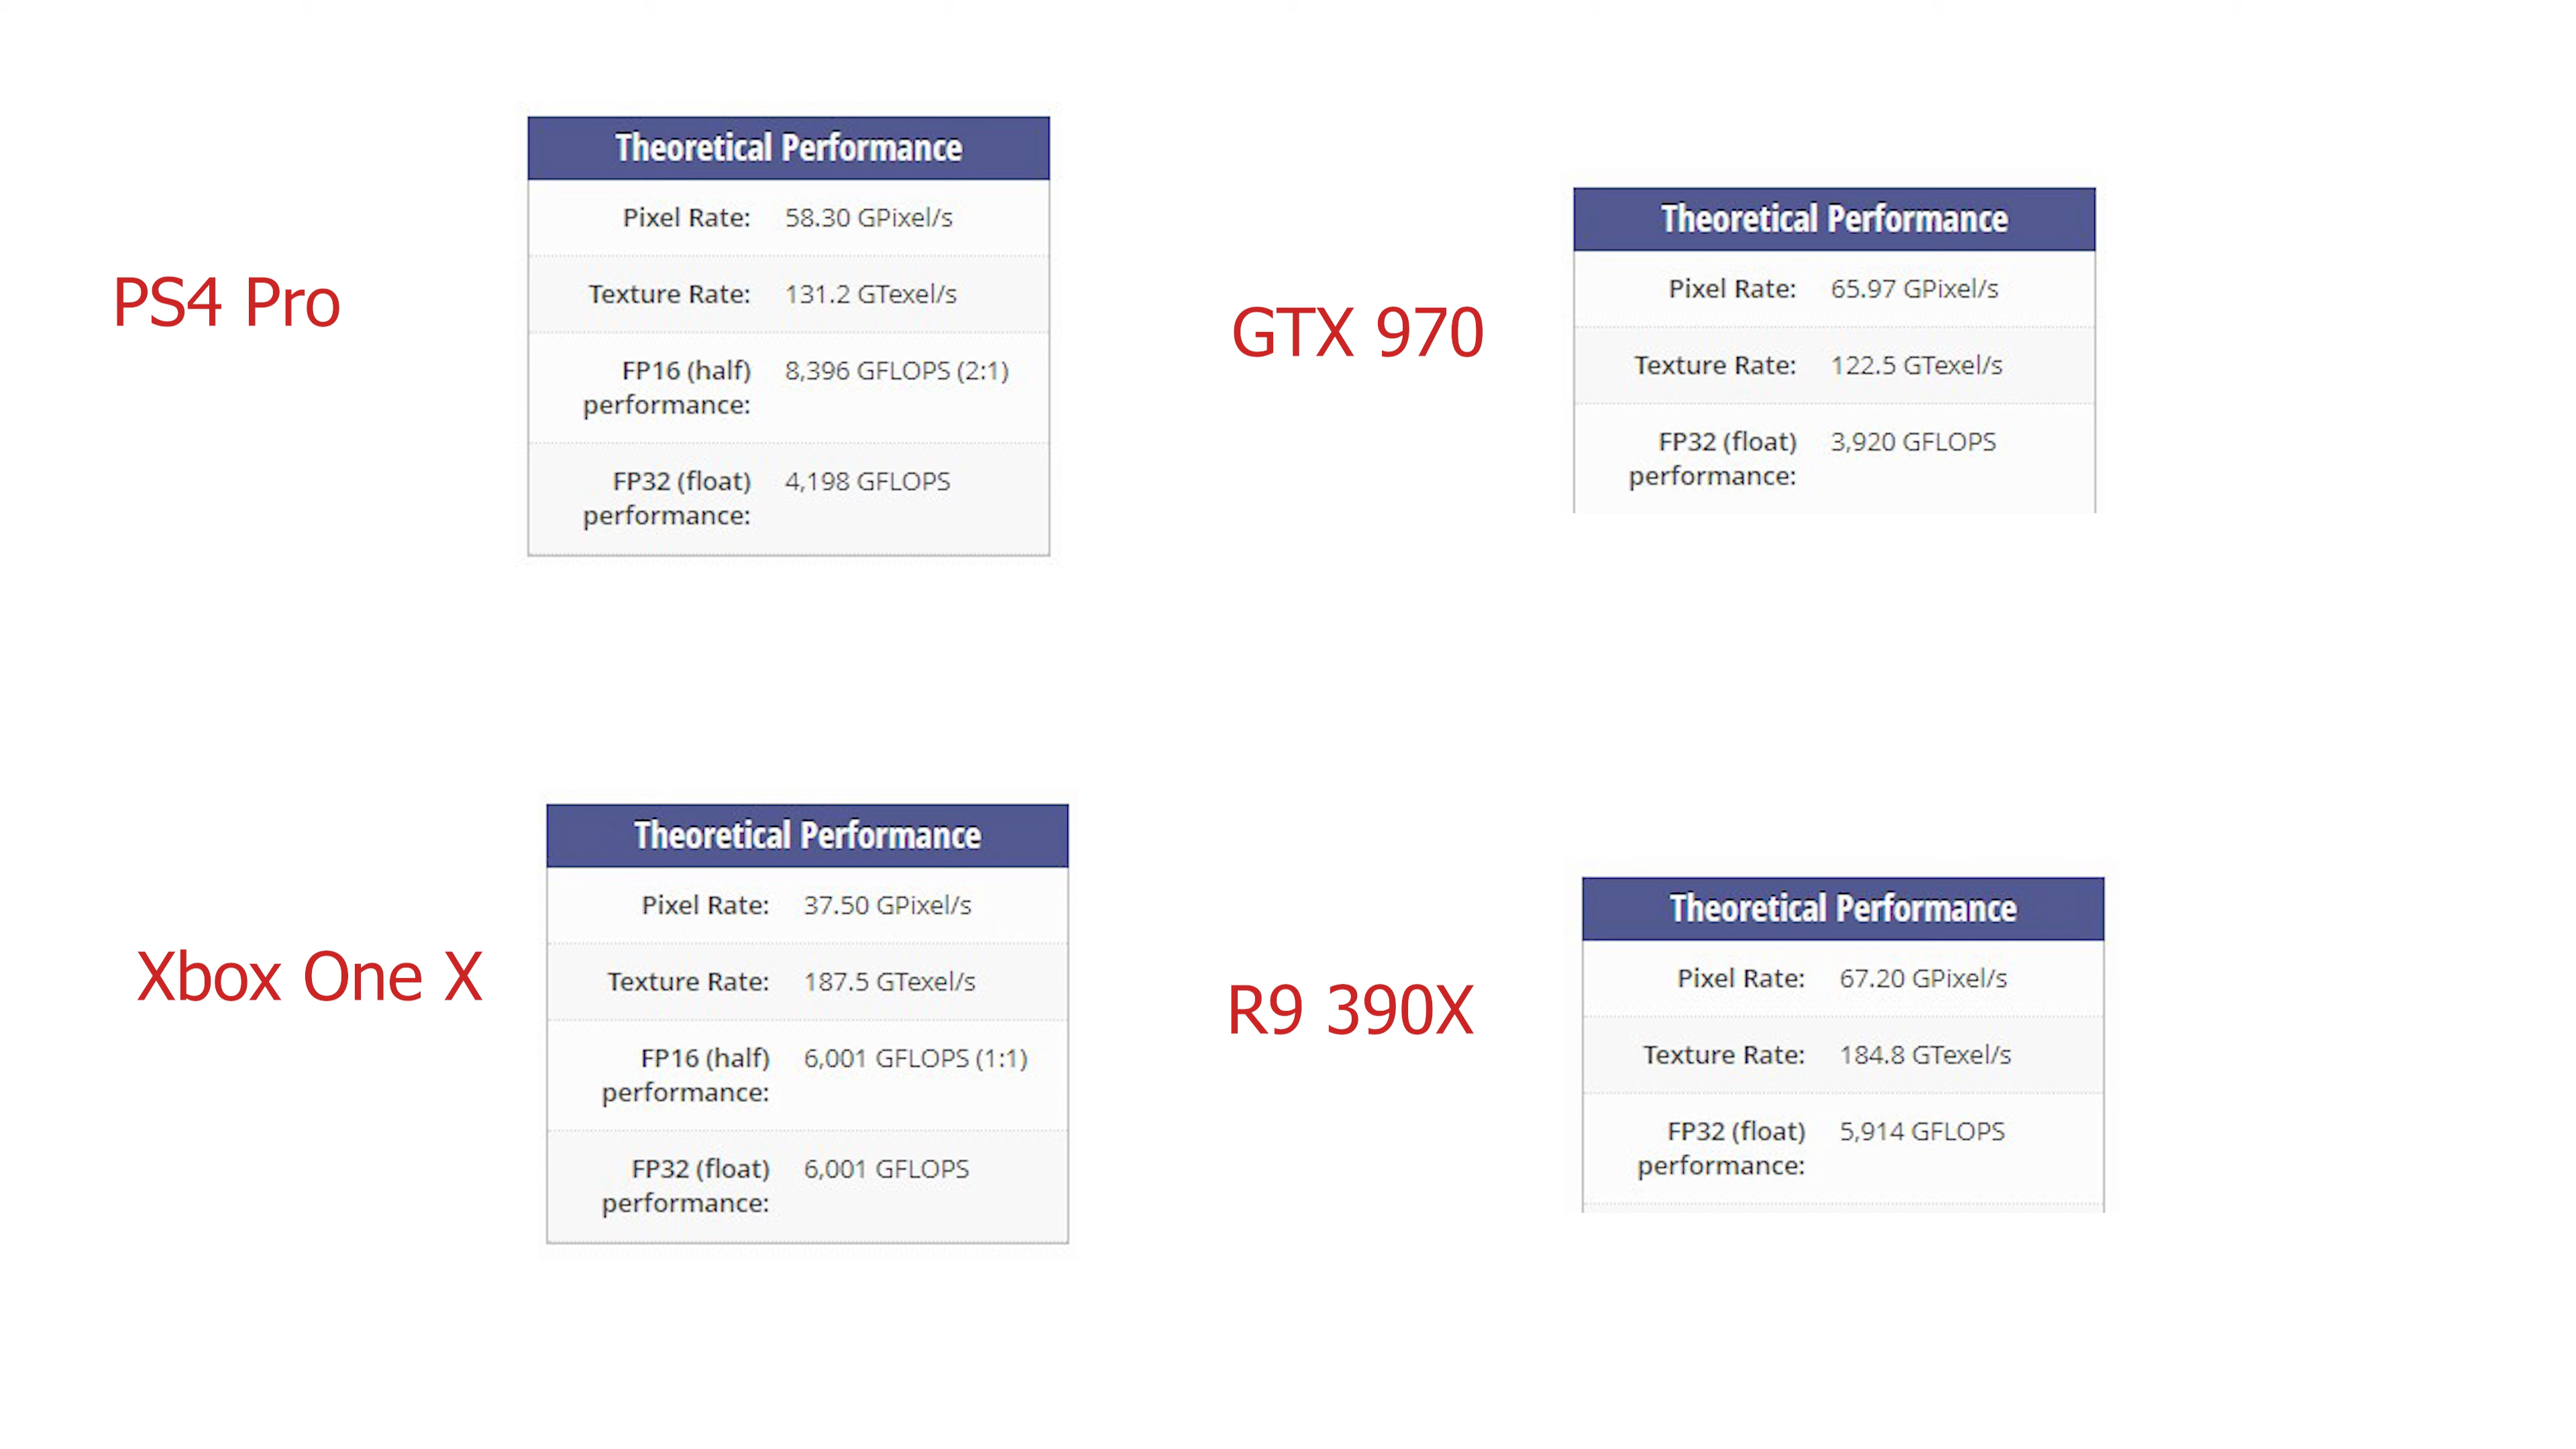 PS4 Pro
Theoretical Performance
Pixel Rate: 58.30 GPixel/s
Texture Rate: 131.2 GTexel/s
FP16 (half) 8,396 GFLOPS (2:1)
performance:
FP32 (float) 4,198 GFLOPS
performance:
GTX 970
Theoretical Performance
Pixel Rate: 65.97 GPixel/s
Texture Rate: 122.5 GTexel/s
FP32 (float) 3,920 GFLOPS
performance:
Xbox One X
Theoretical Performance
Pixel Rate: 37.50 GPixel/s
Texture Rate: 187.5 GTexel/s
FP16 (half) 6,001 GFLOPS (1:1)
performance:
FP32 (float) 6,001 GFLOPS
performance:
R9 390X
Theoretical Performance
Pixel Rate: 67.20 GPixel/s
Texture Rate: 184.8 GTexel/s
FP32 (float) 5,914 GFLOPS
performance: